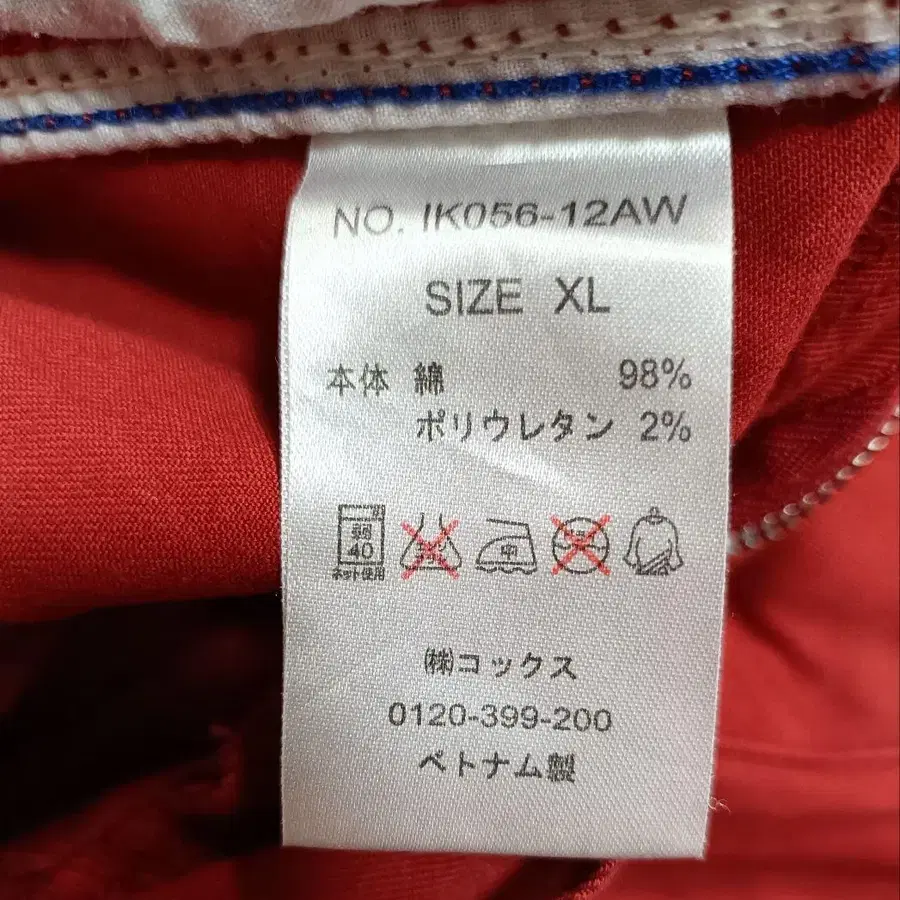 NO. IK056-12AW
SIZE XL
本体 綿 98%
ポリウレタン 2%
弱
40
中
ネット使用
㈱コックス
0120-399-200
ベトナム製